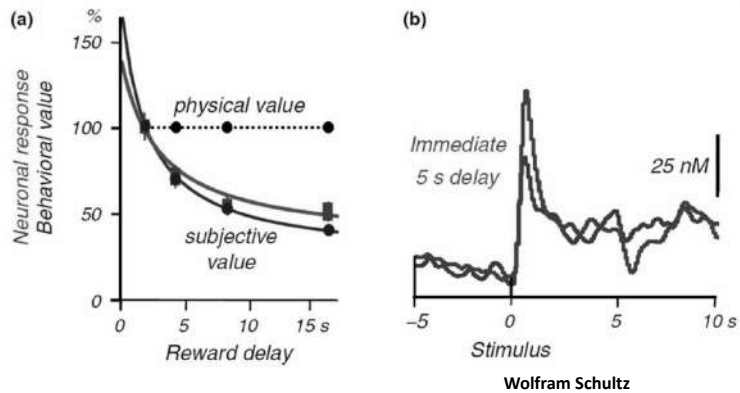 (a)
%
150
100
50
0
Neuronal response
Behavioral value
physical value
subjective
value
0
5
10
15 s
Reward delay
(b)
Immediate
5 s delay
25 nM
–5
0
5
10 s
Stimulus
Wolfram Schultz